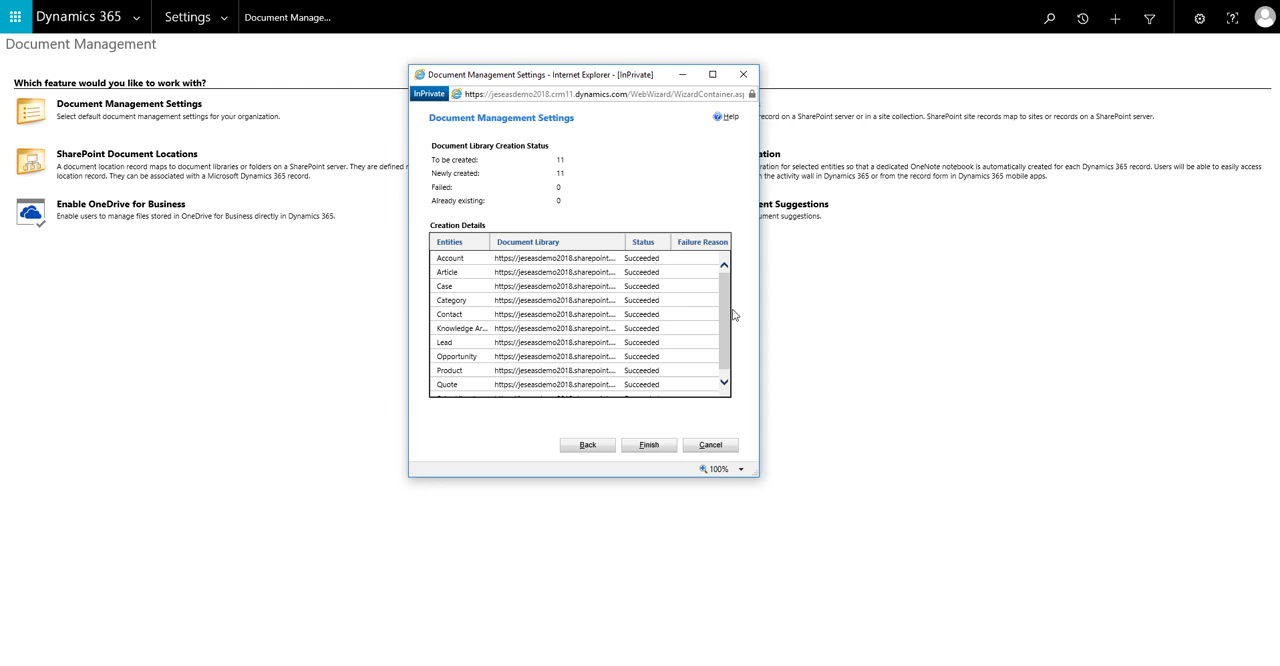 Dynamics 365 Settings Document Manage...
Document Management
Which feature would you like to work with?
Document Management Settings
Select default document management settings for your organization.
SharePoint Document Locations
A document location record maps to document libraries or folders on a SharePoint server. They are defined r
location record. They can be associated with a Microsoft Dynamics 365 record.
Enable OneDrive for Business
Enable users to manage files stored in OneDrive for Business directly in Dynamics 365.
Document Management Settings - Internet Explorer - [InPrivate]
InPrivate https://jeseasdemo2018.crm11.dynamics.com/WebWizard/WizardContainer.asp
Document Management Settings
Help
Document Library Creation Status
To be created: 11
Newly created: 11
Failed: 0
Already existing: 0
Creation Details
Entities Document Library Status Failure Reason
Account https://jeseasdemo2018.sharepoint.... Succeeded
Article https://jeseasdemo2018.sharepoint.... Succeeded
Case https://jeseasdemo2018.sharepoint.... Succeeded
Category https://jeseasdemo2018.sharepoint.... Succeeded
Contact https://jeseasdemo2018.sharepoint.... Succeeded
Knowledge Ar... https://jeseasdemo2018.sharepoint.... Succeeded
Lead https://jeseasdemo2018.sharepoint.... Succeeded
Opportunity https://jeseasdemo2018.sharepoint.... Succeeded
Product https://jeseasdemo2018.sharepoint.... Succeeded
Quote https://jeseasdemo2018.sharepoint.... Succeeded
Back Finish Cancel
100%
record on a SharePoint server or in a site collection. SharePoint site records map to sites or records on a SharePoint server.
ation
ration for selected entities so that a dedicated OneNote notebook is automatically created for each Dynamics 365 record. Users will be able to easily access
the activity wall in Dynamics 365 or from the record form in Dynamics 365 mobile apps.
ent Suggestions
ument suggestions.